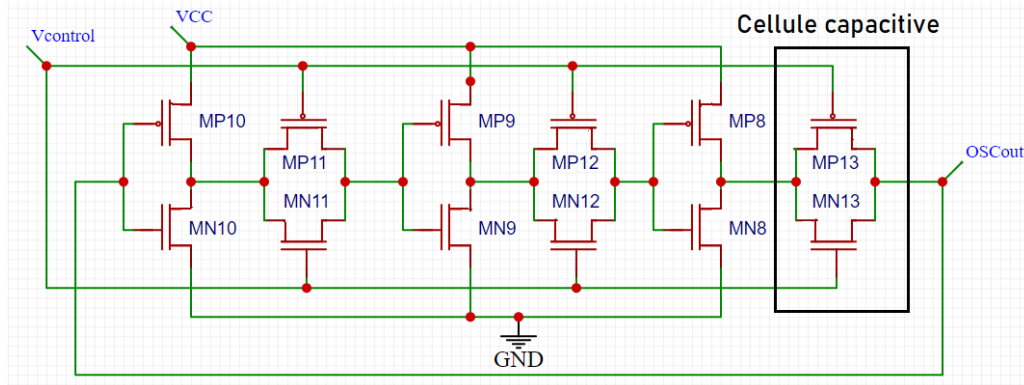 Cellule capacitive
VCC
Vcontrol
MP10
MP9
MP8
MP11
MP12
MP13
OSCout
MN11
MN12
MN13
MN10
MN9
MN8
GND